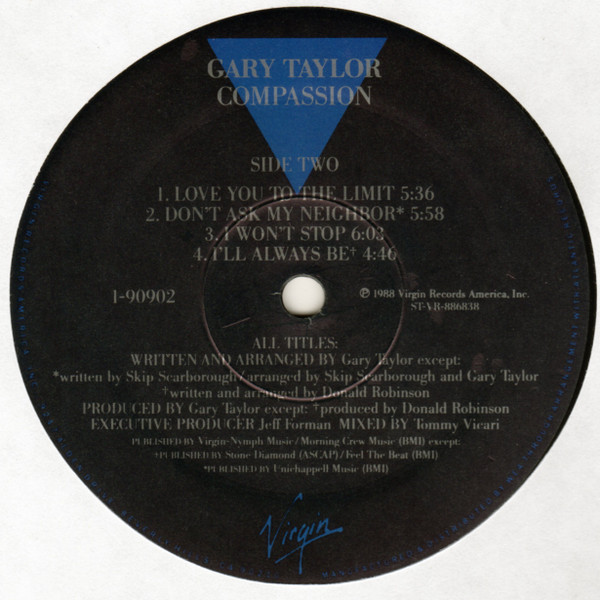 GARY TAYLOR
COMPASSION
SIDE TWO
1. LOVE YOU TO THE LIMIT 5:36
2. DON'T ASK MY NEIGHBOR* 5:58
3. I WON'T STOP 6:03
4. I'LL ALWAYS BE† 4:46
1-90902
℗ 1988 Virgin Records America, Inc.
ST-VR-886838
ALL TITLES:
WRITTEN AND ARRANGED BY Gary Taylor except:
*written by Skip Scarborough/arranged by Skip Scarborough and Gary Taylor
†written and arranged by Donald Robinson
PRODUCED BY Gary Taylor except: †produced by Donald Robinson
EXECUTIVE PRODUCER Jeff Forman MIXED BY Tommy Vicari
PUBLISHED BY Virgin-Nymph Music/Morning Crew Music (BMI) except:
†PUBLISHED BY Stone Diamond (ASCAP)/Feel The Beat (BMI)
*PUBLISHED BY Unichappell Music (BMI)
Virgin